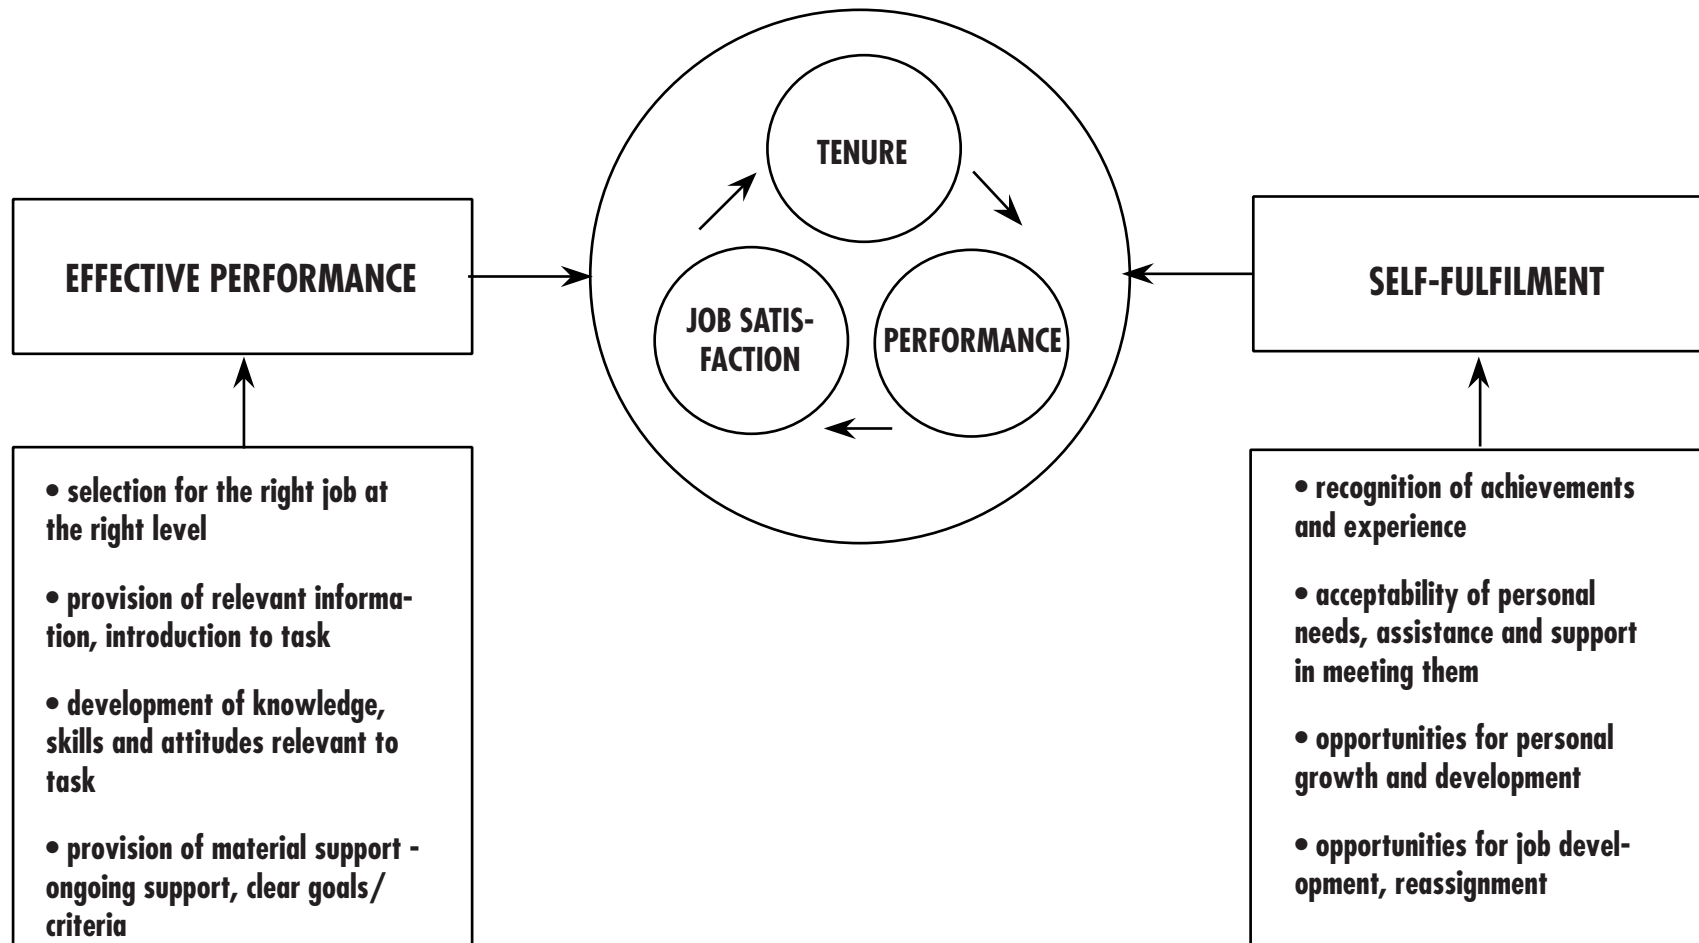 TENURE
EFFECTIVE PERFORMANCE
SELF-FULFILMENT
JOB SATIS-
FACTION
PERFORMANCE
• selection for the right job at
the right level
• provision of relevant informa-
tion, introduction to task
• development of knowledge,
skills and attitudes relevant to
task
• provision of material support -
ongoing support, clear goals/
criteria
• recognition of achievements
and experience
• acceptability of personal
needs, assistance and support
in meeting them
• opportunities for personal
growth and development
• opportunities for job devel-
opment, reassignment